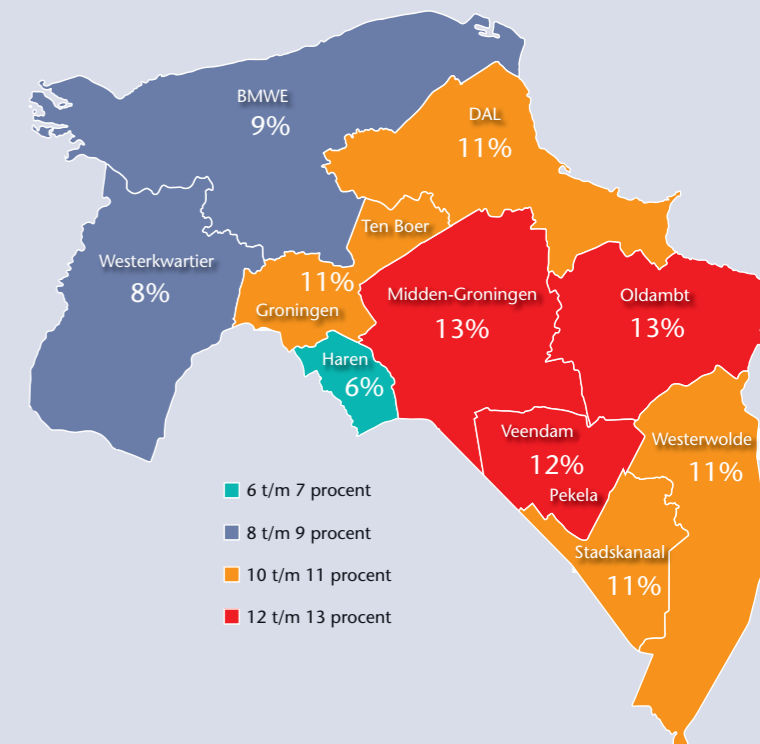 BMWE
9%
DAL
11%
Ten Boer
Westerkwartier
8%
11%
Groningen
Midden-Groningen
13%
Oldambt
13%
Haren
6%
Veendam
12%
Pekela
Westerwolde
11%
Stadskanaal
11%
6 t/m 7 procent
8 t/m 9 procent
10 t/m 11 procent
12 t/m 13 procent